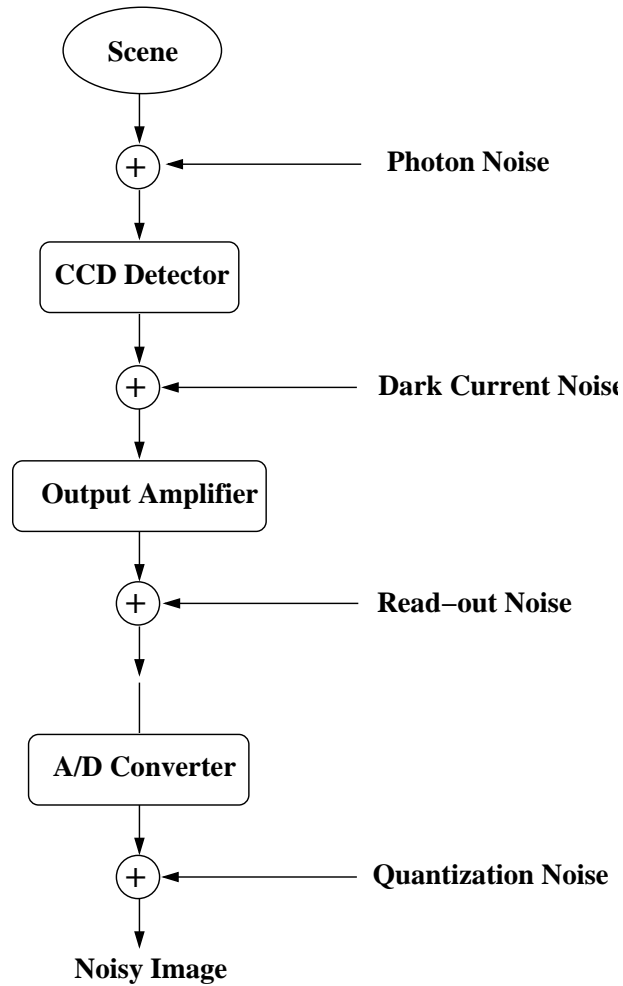 Scene
+
Photon Noise
CCD Detector
+
Dark Current Noise
Output Amplifier
+
Read−out Noise
A/D Converter
+
Quantization Noise
Noisy Image